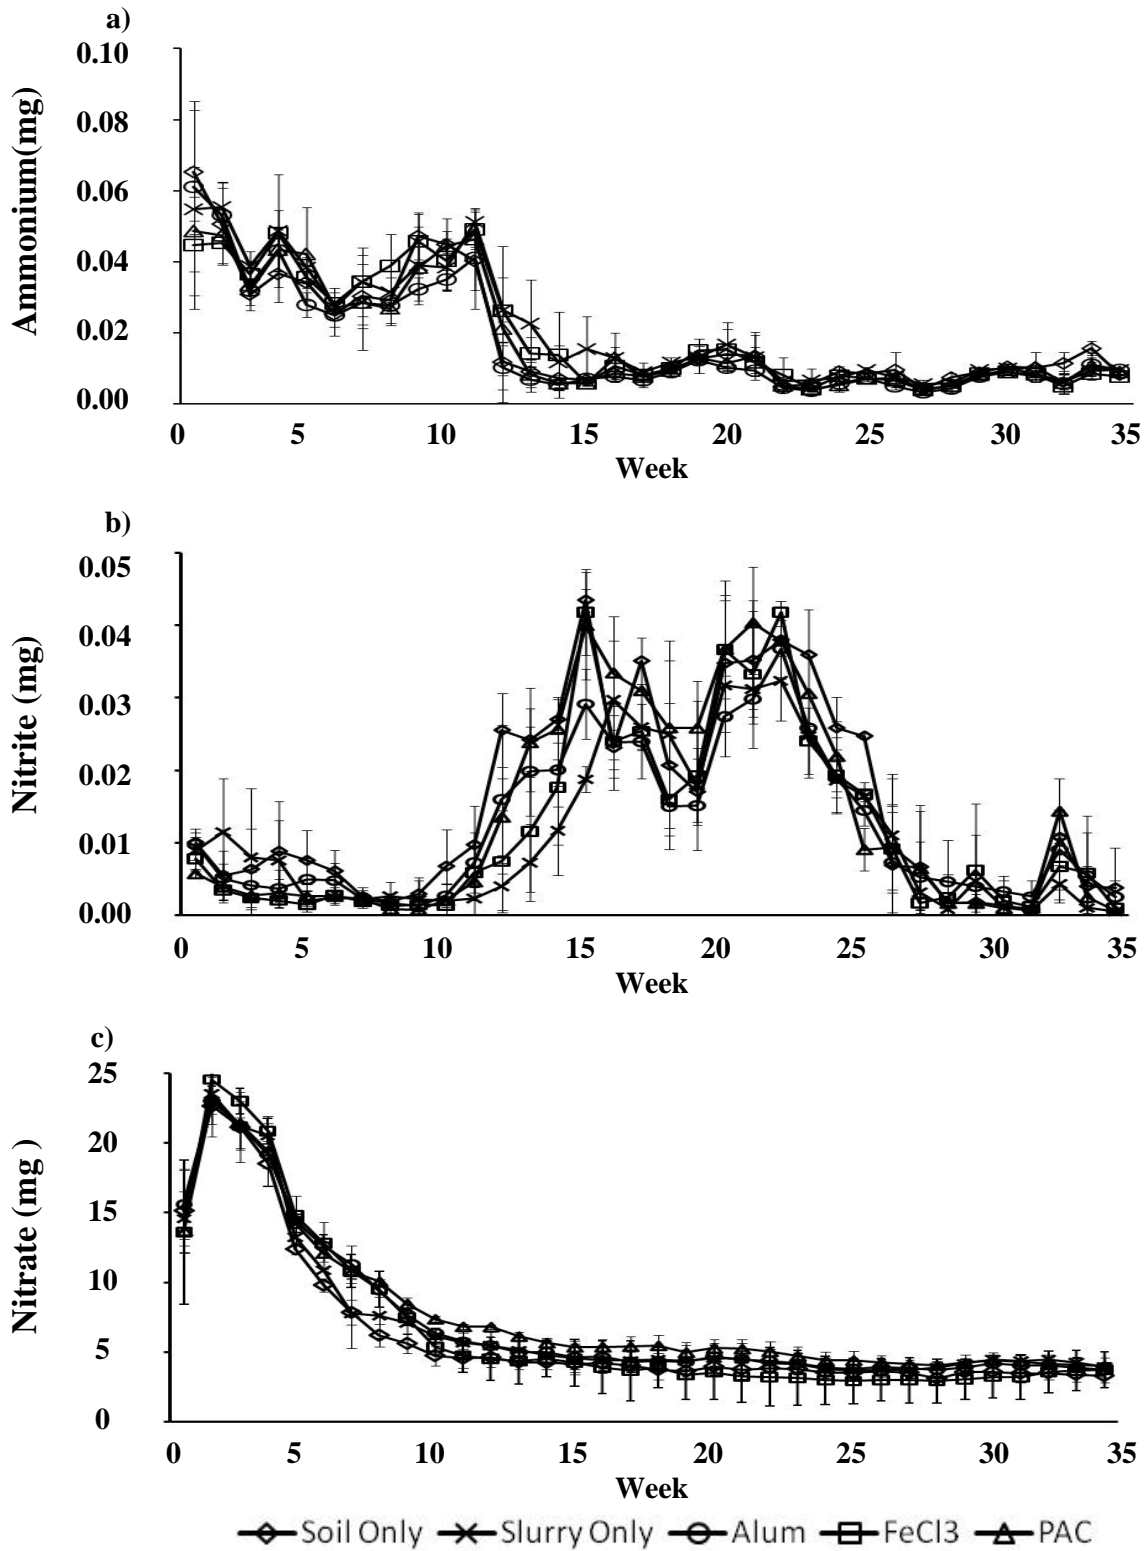 a)
0.10
0.08
0.06
0.04
0.02
0.00
Ammonium(mg)
0 5 10 15 20 25 30 35
Week
b)
0.05
0.04
0.03
0.02
0.01
0.00
Nitrite (mg)
0 5 10 15 20 25 30 35
Week
c)
25
20
15
10
5
0
Nitrate (mg )
0 5 10 15 20 25 30 35
Week
Soil Only Slurry Only Alum FeCl3 PAC